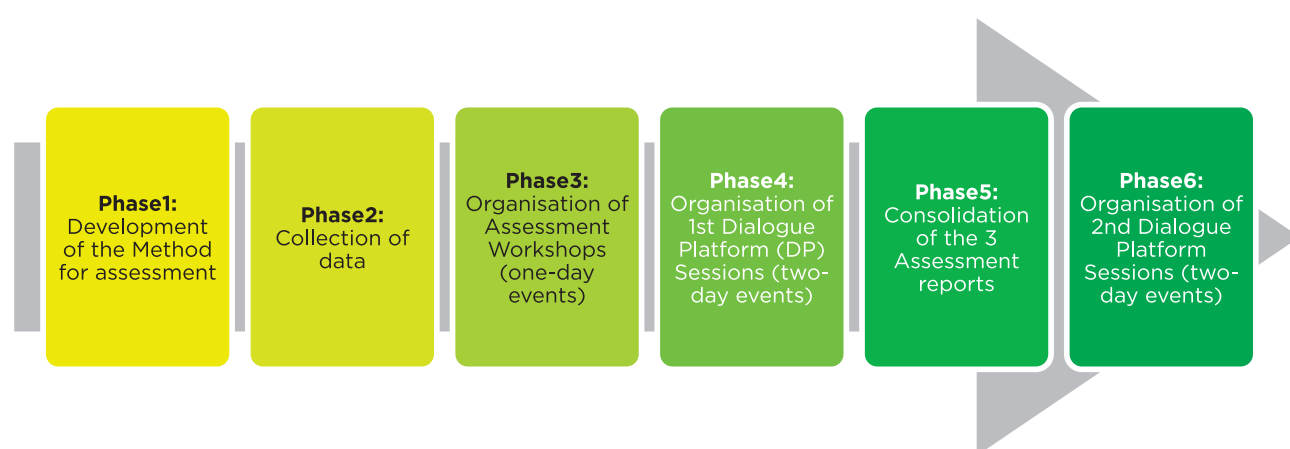 Phase1:
Development
of the Method
for assessment
Phase2:
Collection of
data
Phase3:
Organisation of
Assessment
Workshops
(one-day
events)
Phase4:
Organisation of
1st Dialogue
Platform (DP)
Sessions (two-
day events)
Phase5:
Consolidation
of the 3
Assessment
reports
Phase6:
Organisation of
2nd Dialogue
Platform
Sessions (two-
day events)